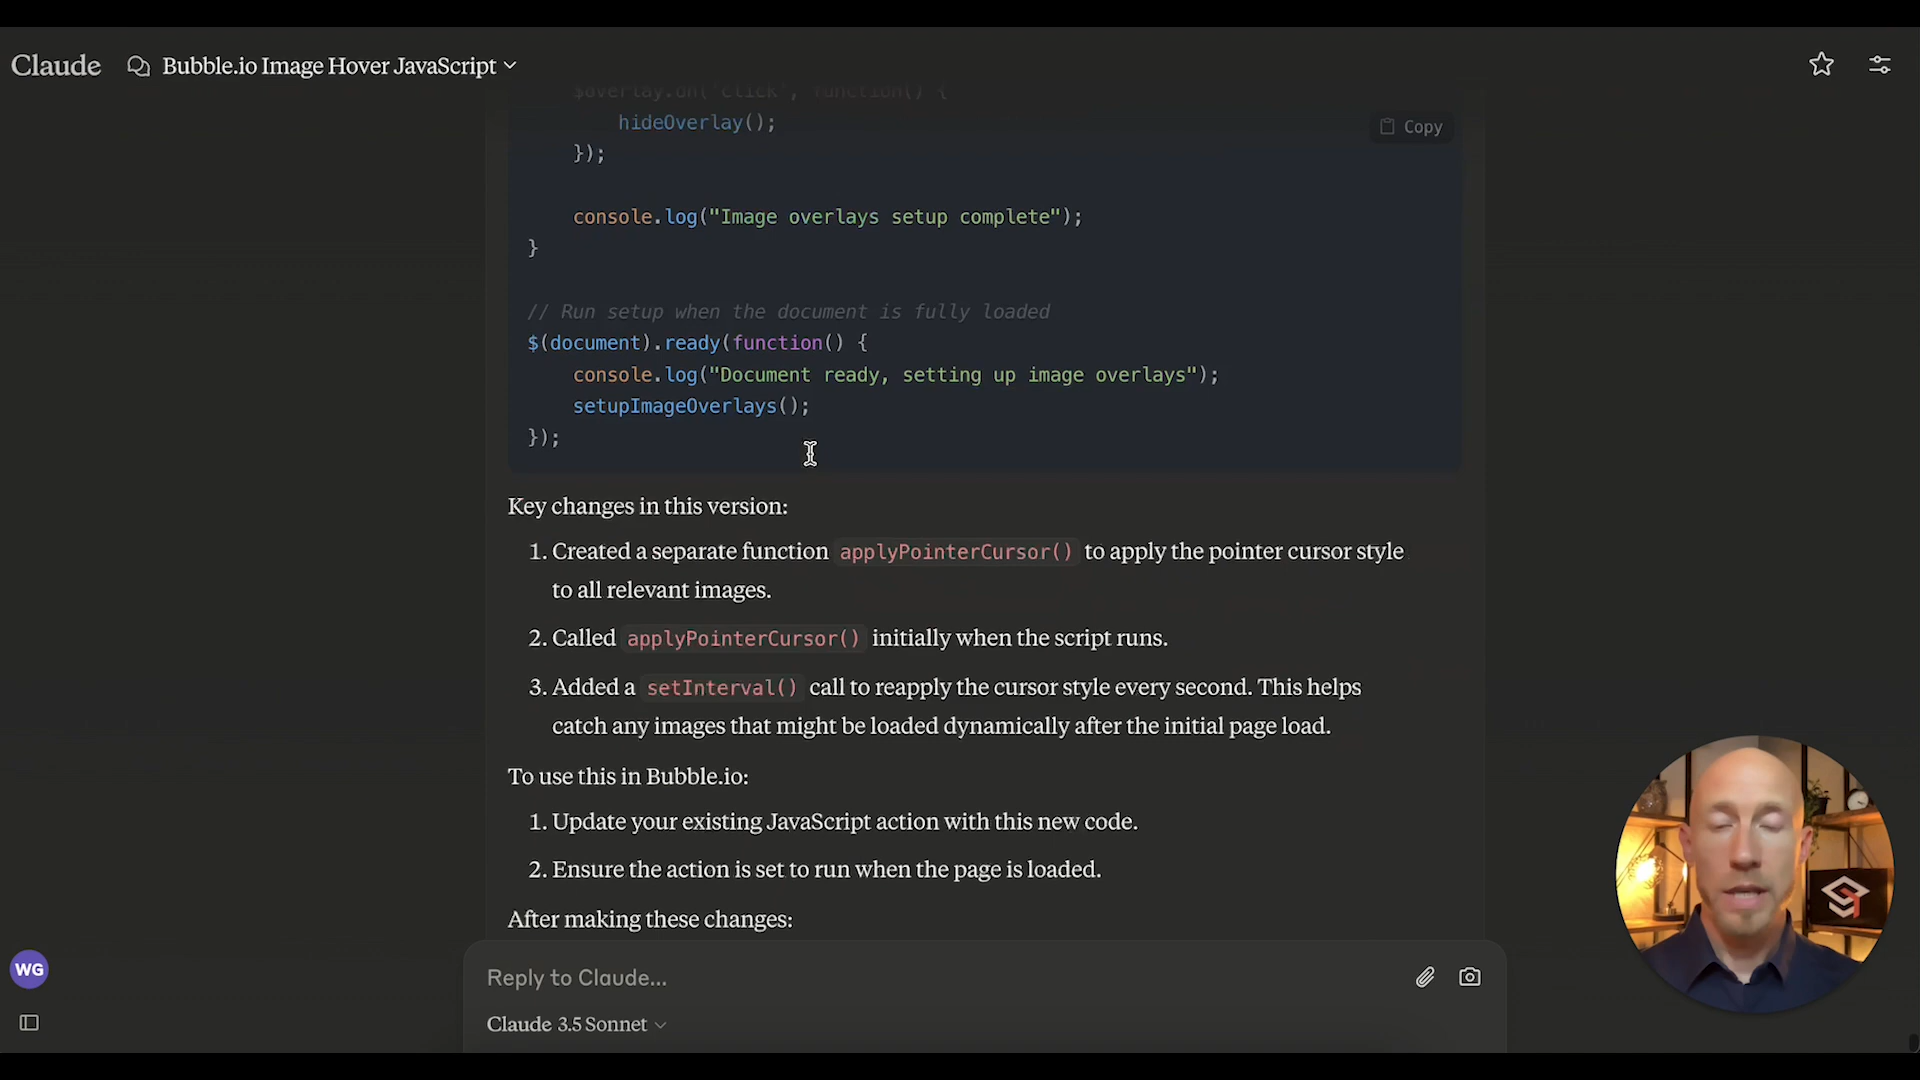 Claude
Bubble.io Image Hover JavaScript
$overlay.on('click', function() {
hideOverlay();
});
Copy
console.log("Image overlays setup complete");
}
// Run setup when the document is fully loaded
$(document).ready(function() {
console.log("Document ready, setting up image overlays");
setupImageOverlays();
});
Key changes in this version:
1. Created a separate function applyPointerCursor() to apply the pointer cursor style
to all relevant images.
2. Called applyPointerCursor() initially when the script runs.
3. Added a setInterval() call to reapply the cursor style every second. This helps
catch any images that might be loaded dynamically after the initial page load.
To use this in Bubble.io:
1. Update your existing JavaScript action with this new code.
2. Ensure the action is set to run when the page is loaded.
After making these changes:
WG
Reply to Claude...
Claude 3.5 Sonnet